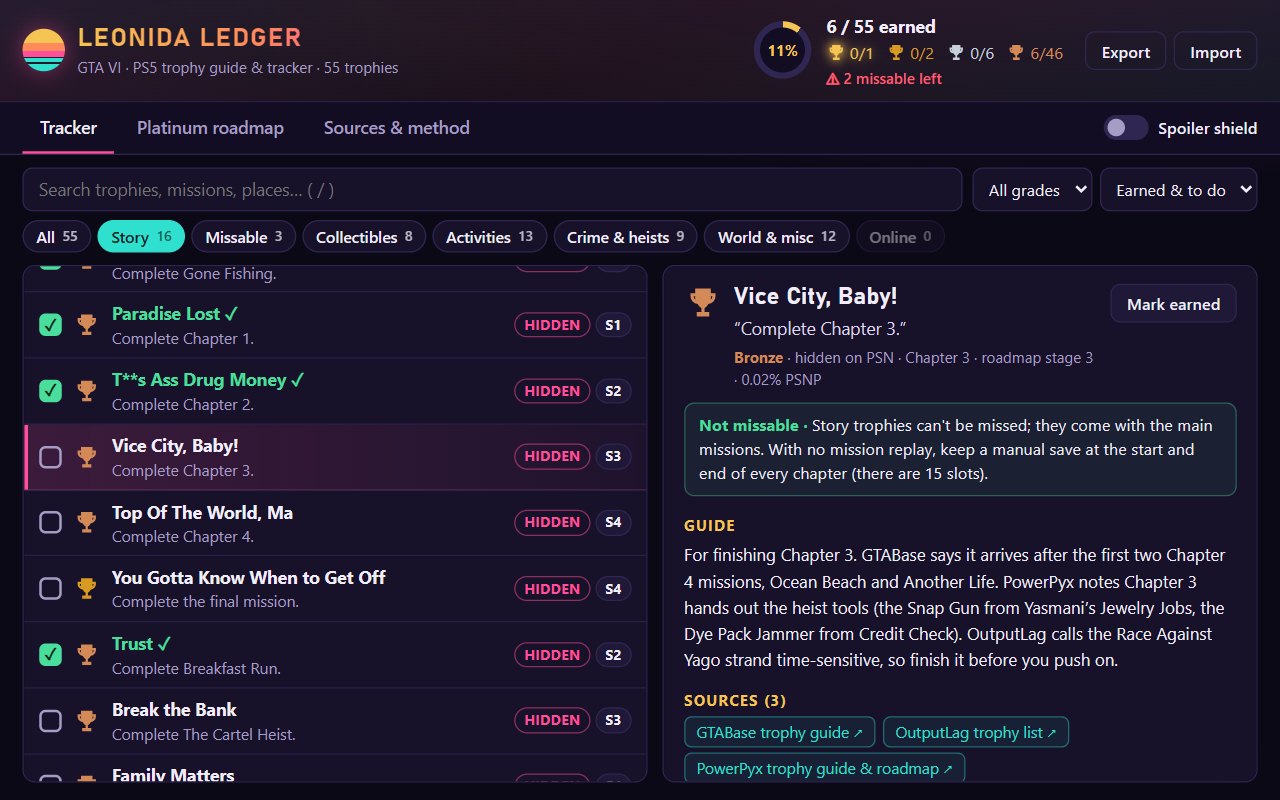 LEONIDA LEDGER
GTA VI · PS5 trophy guide & tracker · 55 trophies
11%
6 / 55 earned
0/1 0/2 0/6 6/46
⚠ 2 missable left
Export
Import
Tracker
Platinum roadmap
Sources & method
Spoiler shield
Search trophies, missions, places… ( / )
All grades
Earned & to do
All 55
Story 16
Missable 3
Collectibles 8
Activities 13
Crime & heists 9
World & misc 12
Online 0
Complete Gone Fishing.
Paradise Lost ✓
Complete Chapter 1.
HIDDEN S1
T**s Ass Drug Money ✓
Complete Chapter 2.
HIDDEN S2
Vice City, Baby!
Complete Chapter 3.
HIDDEN S3
Top Of The World, Ma
Complete Chapter 4.
HIDDEN S4
You Gotta Know When to Get Off
Complete the final mission.
HIDDEN S4
Trust ✓
Complete Breakfast Run.
HIDDEN S2
Break the Bank
Complete The Cartel Heist.
HIDDEN S3
Family Matters
Vice City, Baby!
Mark earned
“Complete Chapter 3.”
Bronze · hidden on PSN · Chapter 3 · roadmap stage 3
· 0.02% PSNP
Not missable · Story trophies can't be missed; they come with the main
missions. With no mission replay, keep a manual save at the start and
end of every chapter (there are 15 slots).
GUIDE
For finishing Chapter 3. GTABase says it arrives after the first two Chapter
4 missions, Ocean Beach and Another Life. PowerPyx notes Chapter 3
hands out the heist tools (the Snap Gun from Yasmani’s Jewelry Jobs, the
Dye Pack Jammer from Credit Check). OutputLag calls the Race Against
Yago strand time-sensitive, so finish it before you push on.
SOURCES (3)
GTABase trophy guide ↗
OutputLag trophy list ↗
PowerPyx trophy guide & roadmap ↗